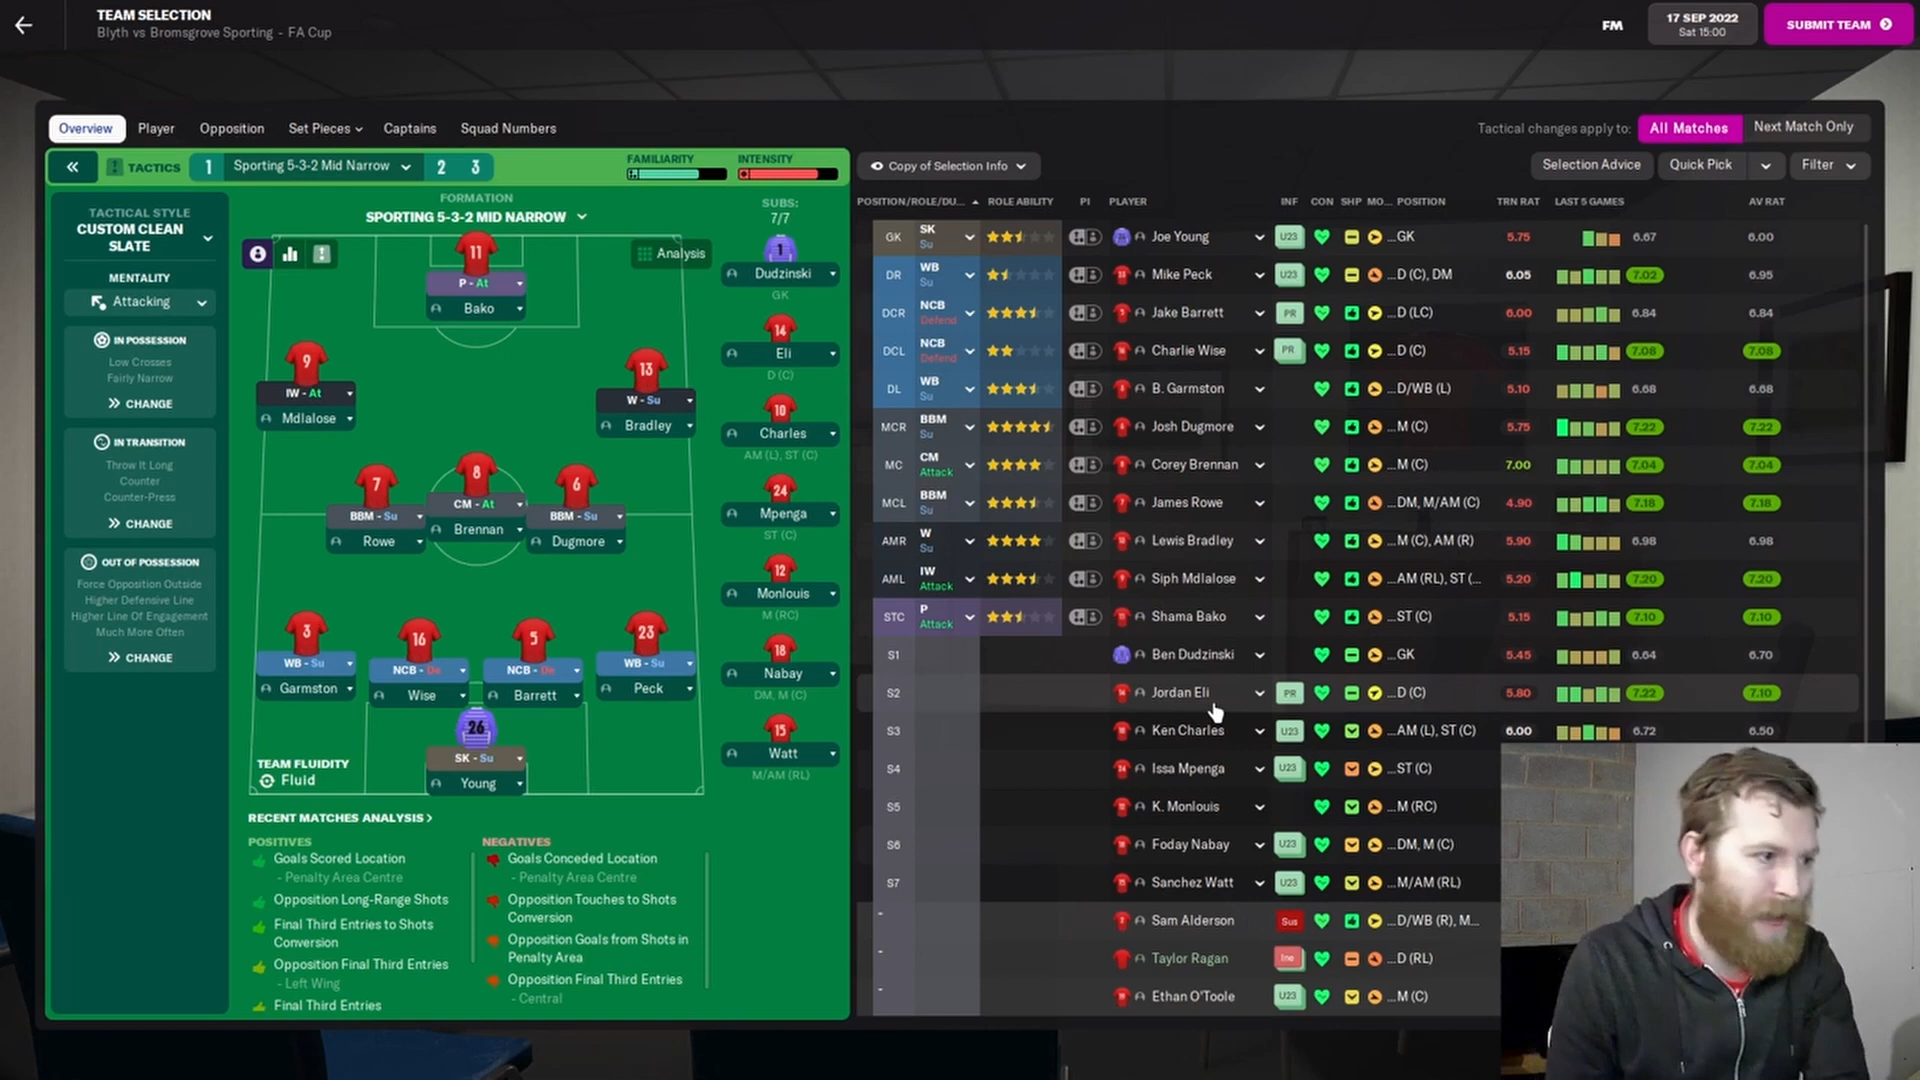 TEAM SELECTION
Blyth vs Bromsgrove Sporting - FA Cup
FM
17 SEP 2022
Sat 15:00
SUBMIT TEAM
Overview
Player
Opposition
Set Pieces
Captains
Squad Numbers
Tactical changes apply to:
All Matches
Next Match Only
TACTICS
1
Sporting 5-3-2 Mid Narrow
2
3
FAMILIARITY
INTENSITY
Copy of Selection Info
Selection Advice
Quick Pick
Filter
TACTICAL STYLE
CUSTOM CLEAN
SLATE
MENTALITY
Attacking
IN POSSESSION
Low Crosses
Fairly Narrow
CHANGE
IN TRANSITION
Throw It Long
Counter
Counter-Press
CHANGE
OUT OF POSSESSION
Force Opposition Outside
Higher Defensive Line
Higher Line Of Engagement
Much More Often
CHANGE
FORMATION
SPORTING 5-3-2 MID NARROW
Analysis
11
P - At
Bako
9
IW - At
Mdlalose
13
W - Su
Bradley
7
BBM - Su
Rowe
8
CM - At
Brennan
6
BBM - Su
Dugmore
3
WB - Su
Garmston
16
NCB - De
Wise
5
NCB - De
Barrett
23
WB - Su
Peck
26
SK - Su
Young
TEAM FLUIDITY
Fluid
SUBS:
7/7
1
Dudzinski
GK
14
Eli
D (C)
10
Charles
AM (L), ST (C)
24
Mpenga
ST (C)
12
Monlouis
M (RC)
18
Nabay
DM, M (C)
15
Watt
M/AM (RL)
RECENT MATCHES ANALYSIS >
POSITIVES
Goals Scored Location
- Penalty Area Centre
Opposition Long-Range Shots
Final Third Entries to Shots
Conversion
Opposition Final Third Entries
- Left Wing
Final Third Entries
NEGATIVES
Goals Conceded Location
- Penalty Area Centre
Opposition Touches to Shots
Conversion
Opposition Goals from Shots in
Penalty Area
Opposition Final Third Entries
- Central
POSITION/ROLE/DU... ROLE ABILITY PI PLAYER INF CON SHP MO... POSITION TRN RAT LAST 5 GAMES AV RAT
GK SK Su Joe Young U23 ...GK 5.75 6.67 6.00
DR WB Su Mike Peck U23 ...D (C), DM 6.05 7.02 6.95
DCR NCB Defend Jake Barrett PR ...D (LC) 6.00 6.84 6.84
DCL NCB Defend Charlie Wise PR ...D (C) 5.15 7.08 7.08
DL WB Su B. Garmston ...D/WB (L) 5.10 6.68 6.68
MCR BBM Su Josh Dugmore ...M (C) 5.75 7.22 7.22
MC CM Attack Corey Brennan ...M (C) 7.00 7.04 7.04
MCL BBM Su James Rowe ...DM, M/AM (C) 4.90 7.18 7.18
AMR W Su Lewis Bradley ...M (C), AM (R) 5.90 6.98 6.98
AML IW Attack Siph Mdlalose ...AM (RL), ST (... 5.20 7.20 7.20
STC P Attack Shama Bako ...ST (C) 5.15 7.10 7.10
S1 Ben Dudzinski ...GK 5.45 6.64 6.70
S2 Jordan Eli PR ...D (C) 5.80 7.22 7.10
S3 Ken Charles U23 ...AM (L), ST (C) 6.00 6.72 6.50
S4 Issa Mpenga U23 ...ST (C)
S5 K. Monlouis ...M (RC)
S6 Foday Nabay U23 ...DM, M (C)
S7 Sanchez Watt U23 ...M/AM (RL)
- Sam Alderson Sus ...D/WB (R), M...
- Taylor Ragan Ine ...D (RL)
- Ethan O'Toole U23 ...M (C)